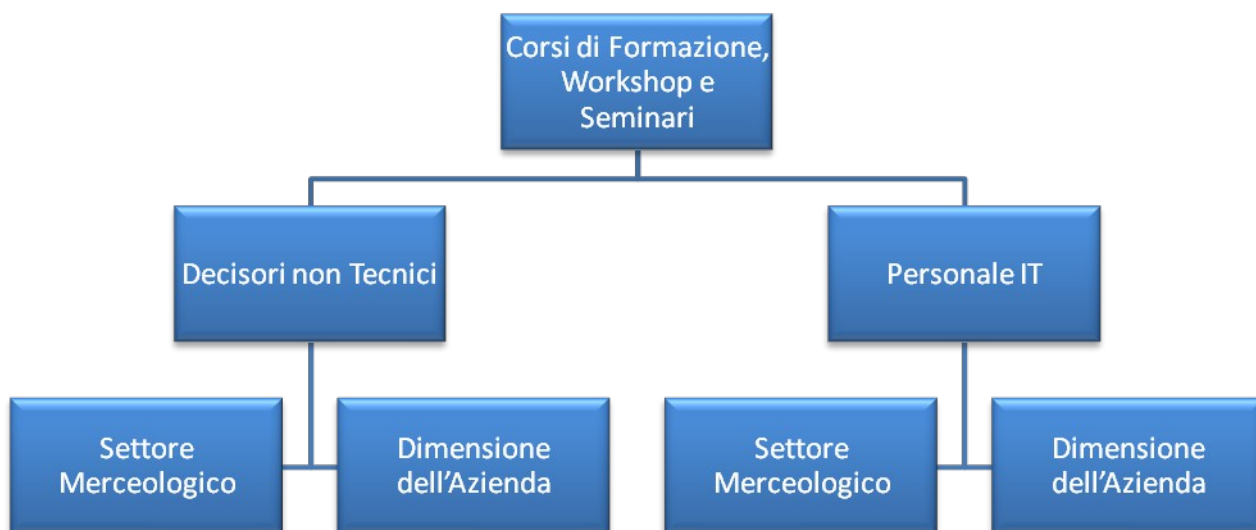 Corsi di Formazione,
Workshop e
Seminari
Decisori non Tecnici
Personale IT
Settore
Merceologico
Dimensione
dell’Azienda
Settore
Merceologico
Dimensione
dell’Azienda